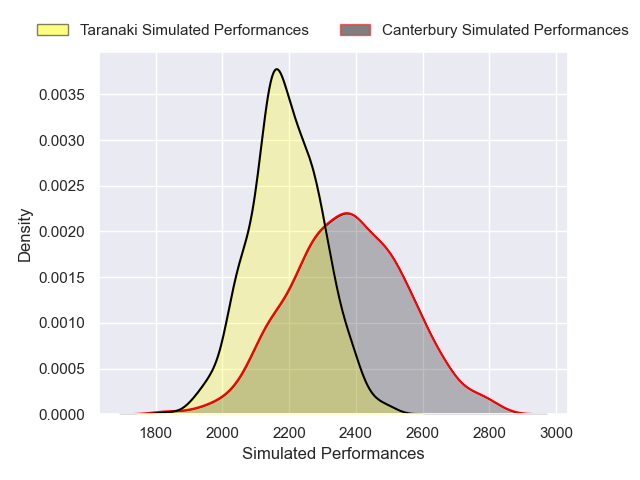 Taranaki Simulated Performances
Canterbury Simulated Performances
0.0035
0.0030
0.0025
0.0020
0.0015
0.0010
0.0005
0.0000
Density
1800 2000 2200 2400 2600 2800 3000
Simulated Performances